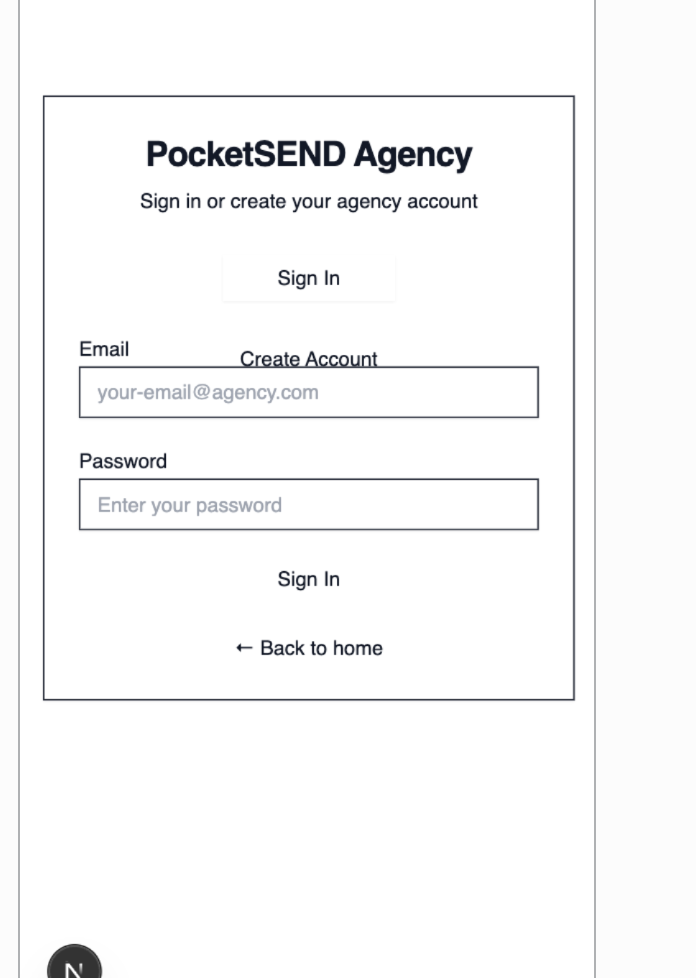 PocketSEND Agency
Sign in or create your agency account
Sign In
Email
Create Account
your-email@agency.com
Password
Enter your password
Sign In
← Back to home
N